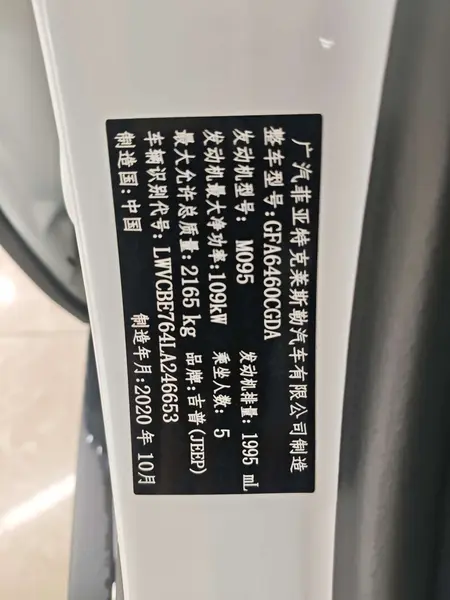 广汽菲亚特克莱斯勒汽车有限公司制造
整车型号:GFA6460CGDA
发动机型号: M095 发动机排量: 1995 mL
发动机最大净功率:109kW 乘坐人数: 5
最大允许总质量:2165 kg 品牌:吉普(JEEP)
车辆识别代号: LWVCBE764LA246653
制造国:中国 制造年月:2020 年 10月